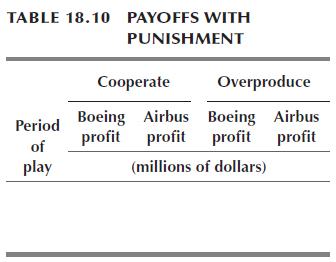 TABLE 18.10 PAYOFFS WITH
PUNISHMENT
Cooperate Overproduce
Period of play
Boeing profit Airbus profit Boeing profit Airbus profit
(millions of dollars)